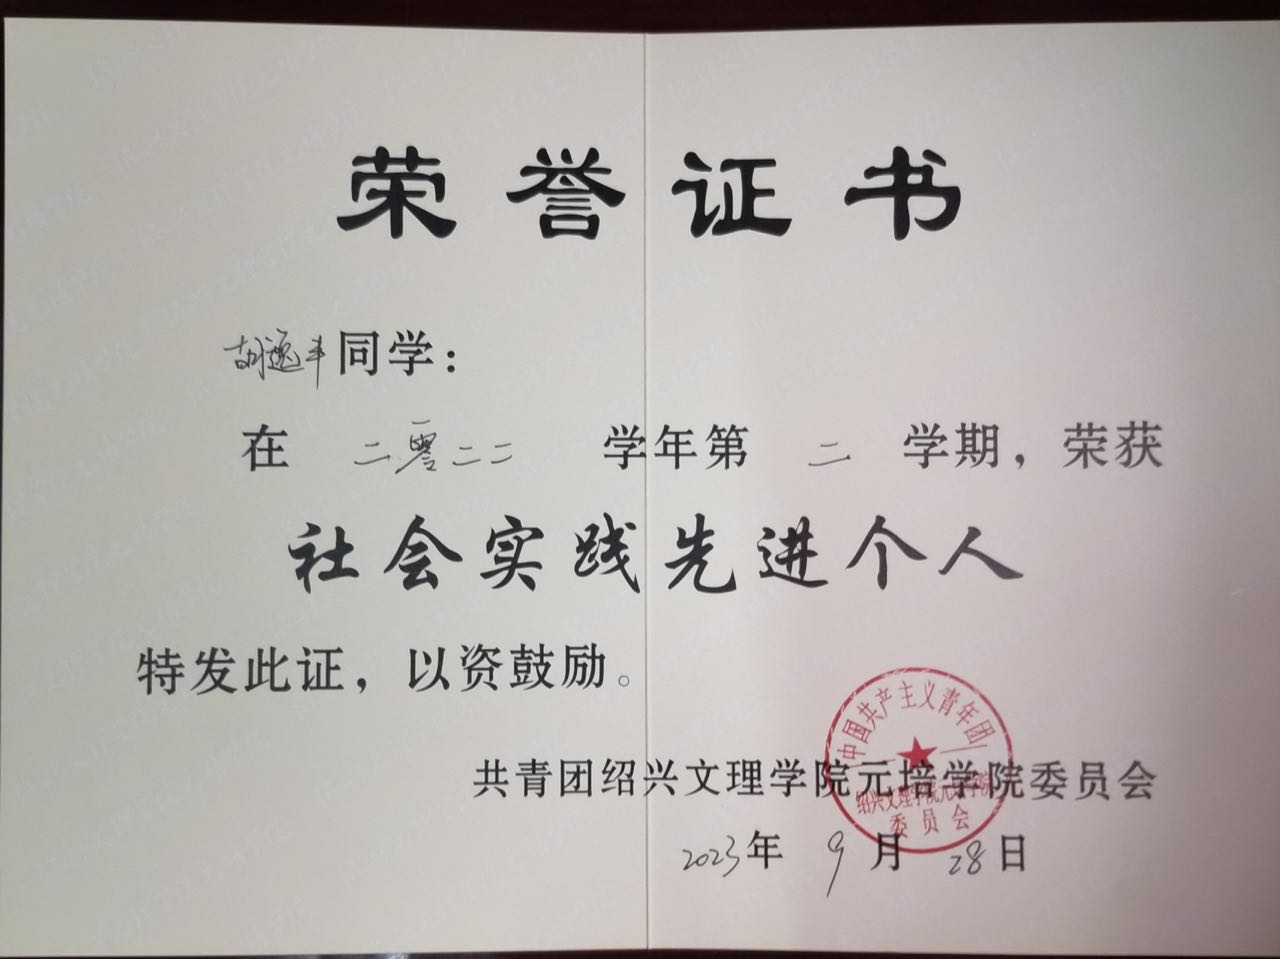 荣誉证书
胡逸丰同学：
在 二零二二 学年第 二 学期，荣获
社会实践先进个人
特发此证，以资鼓励。
中国共产主义青年团
共青团绍兴文理学院元培学院委员会
绍兴文理学院元培学院
委员会
2023年 9月 28日